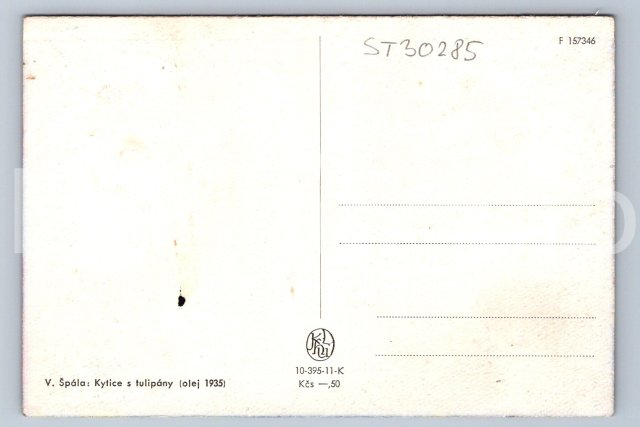 ST30285
F 157346
10-395-11-K
Kčs —,50
V. Špála: Kytice s tulipány (olej 1935)